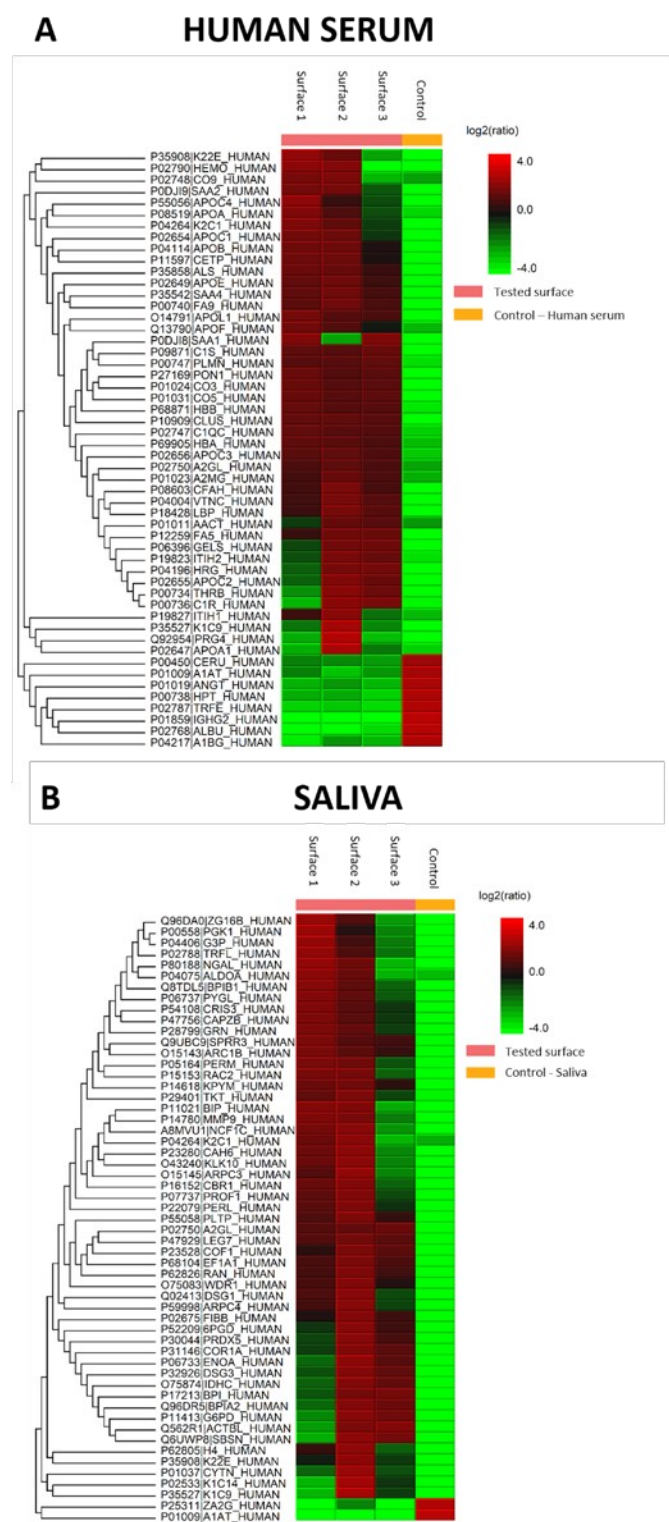 A HUMAN SERUM
Surface 1 Surface 2 Surface 3 Control
log2(ratio)
4.0
0.0
-4.0
Tested surface
Control – Human serum
P35908|K22E_HUMAN
P02790|HEMO_HUMAN
P02748|CO9_HUMAN
P0DJI9|SAA2_HUMAN
P55056|APOC4_HUMAN
P08519|APOA_HUMAN
P04264|K2C1_HUMAN
P02654|APOC1_HUMAN
P04114|APOB_HUMAN
P11597|CETP_HUMAN
P35858|ALS_HUMAN
P02649|APOE_HUMAN
P35542|SAA4_HUMAN
P00740|FA9_HUMAN
O14791|APOL1_HUMAN
Q13790|APOF_HUMAN
P0DJI8|SAA1_HUMAN
P09871|C1S_HUMAN
P00747|PLMN_HUMAN
P27169|PON1_HUMAN
P01024|CO3_HUMAN
P01031|CO5_HUMAN
P68871|HBB_HUMAN
P10909|CLUS_HUMAN
P02747|C1QC_HUMAN
P69905|HBA_HUMAN
P02656|APOC3_HUMAN
P02750|A2GL_HUMAN
P01023|A2MG_HUMAN
P08603|CFAH_HUMAN
P04004|VTNC_HUMAN
P18428|LBP_HUMAN
P01011|AACT_HUMAN
P12259|FA5_HUMAN
P06396|GELS_HUMAN
P19823|ITIH2_HUMAN
P04196|HRG_HUMAN
P02655|APOC2_HUMAN
P00734|THRB_HUMAN
P00736|C1R_HUMAN
P19827|ITIH1_HUMAN
P35527|K1C9_HUMAN
Q92954|PRG4_HUMAN
P02647|APOA1_HUMAN
P00450|CERU_HUMAN
P01009|A1AT_HUMAN
P01019|ANGT_HUMAN
P00738|HPT_HUMAN
P02787|TRFE_HUMAN
P01859|IGHG2_HUMAN
P02768|ALBU_HUMAN
P04217|A1BG_HUMAN
B SALIVA
Surface 1 Surface 2 Surface 3 Control
log2(ratio)
4.0
0.0
-4.0
Tested surface
Control - Saliva
Q96DA0|ZG16B_HUMAN
P00558|PGK1_HUMAN
P04406|G3P_HUMAN
P02788|TRFL_HUMAN
P80188|NGAL_HUMAN
P04075|ALDOA_HUMAN
Q8TDL5|BPIB1_HUMAN
P06737|PYGL_HUMAN
P54108|CRIS3_HUMAN
P47756|CAPZB_HUMAN
P28799|GRN_HUMAN
Q9UBC9|SPRR3_HUMAN
O15143|ARC1B_HUMAN
P05164|PERM_HUMAN
P15153|RAC2_HUMAN
P14618|KPYM_HUMAN
P29401|TKT_HUMAN
P11021|BIP_HUMAN
P14780|MMP9_HUMAN
A8MVU1|NCF1C_HUMAN
P04264|K2C1_HUMAN
P23280|CAH6_HUMAN
O43240|KLK10_HUMAN
O15145|ARPC3_HUMAN
P16152|CBR1_HUMAN
P07737|PROF1_HUMAN
P22079|PERL_HUMAN
P55058|PLTP_HUMAN
P02750|A2GL_HUMAN
P47929|LEG7_HUMAN
P23528|COF1_HUMAN
P68104|EF1A1_HUMAN
P62826|RAN_HUMAN
O75083|WDR1_HUMAN
Q02413|DSG1_HUMAN
P59998|ARPC4_HUMAN
P02675|FIBB_HUMAN
P52209|6PGD_HUMAN
P30044|PRDX5_HUMAN
P31146|COR1A_HUMAN
P06733|ENOA_HUMAN
P32926|DSG3_HUMAN
O75874|IDHC_HUMAN
P17213|BPI_HUMAN
Q96DR5|BPIA2_HUMAN
P11413|G6PD_HUMAN
Q562R1|ACTBL_HUMAN
Q6UWP8|SBSN_HUMAN
P62805|H4_HUMAN
P35908|K22E_HUMAN
P01037|CYTN_HUMAN
P02533|K1C14_HUMAN
P35527|K1C9_HUMAN
P25311|ZA2G_HUMAN
P01009|A1AT_HUMAN